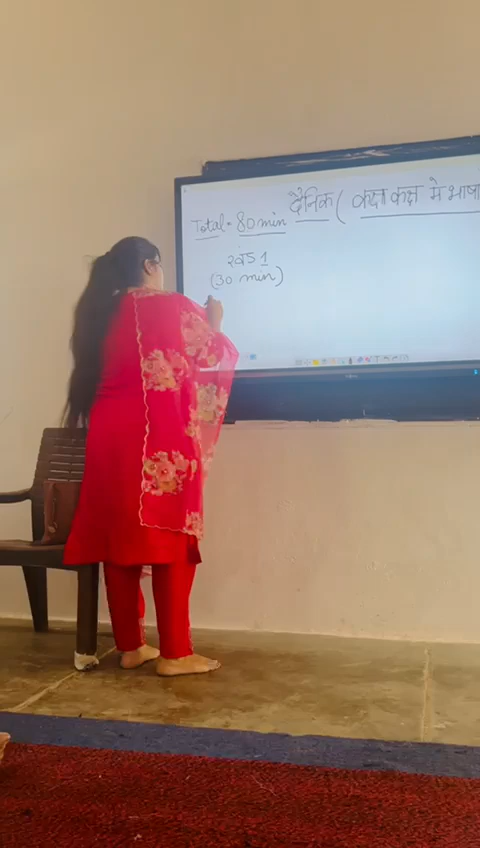 दैनिक ( कक्षा कक्ष मे भाषा
Total = 80 min
खंड 1
(30 min)